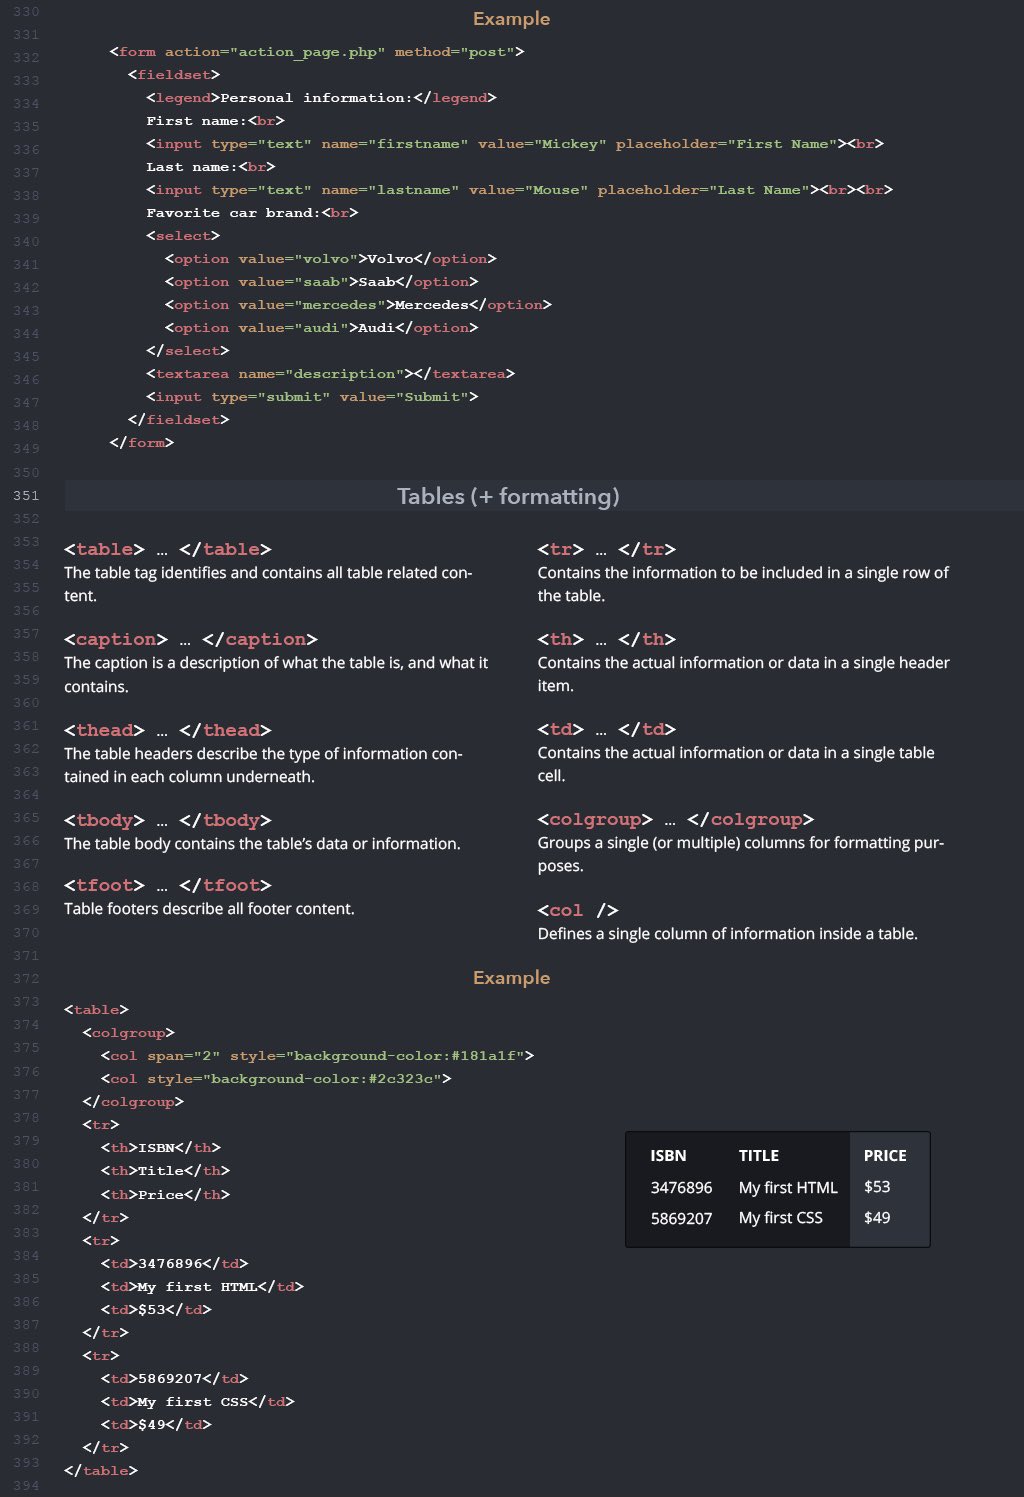 330
331
332
333
334
335
336
337
338
339
340
341
342
343
344
345
346
347
348
349
350
351
352
353
354
355
356
357
358
359
360
361
362
363
364
365
366
367
368
369
370
371
372
373
374
375
376
377
378
379
380
381
382
383
384
385
386
387
388
389
390
391
392
393
394
Example
<form action="action_page.php" method="post">
<fieldset>
<legend>Personal information:</legend>
First name:<br>
<input type="text" name="firstname" value="Mickey" placeholder="First Name"><br>
Last name:<br>
<input type="text" name="lastname" value="Mouse" placeholder="Last Name"><br><br>
Favorite car brand:<br>
<select>
<option value="volvo">Volvo</option>
<option value="saab">Saab</option>
<option value="mercedes">Mercedes</option>
<option value="audi">Audi</option>
</select>
<textarea name="description"></textarea>
<input type="submit" value="Submit">
</fieldset>
</form>
Tables (+ formatting)
<table> … </table>
The table tag identifies and contains all table related con-
tent.
<caption> … </caption>
The caption is a description of what the table is, and what it
contains.
<thead> … </thead>
The table headers describe the type of information con-
tained in each column underneath.
<tbody> … </tbody>
The table body contains the table’s data or information.
<tfoot> … </tfoot>
Table footers describe all footer content.
<tr> … </tr>
Contains the information to be included in a single row of
the table.
<th> … </th>
Contains the actual information or data in a single header
item.
<td> … </td>
Contains the actual information or data in a single table
cell.
<colgroup> … </colgroup>
Groups a single (or multiple) columns for formatting pur-
poses.
<col />
Defines a single column of information inside a table.
Example
<table>
<colgroup>
<col span="2" style="background-color:#181a1f">
<col style="background-color:#2c323c">
</colgroup>
<tr>
<th>ISBN</th>
<th>Title</th>
<th>Price</th>
</tr>
<tr>
<td>3476896</td>
<td>My first HTML</td>
<td>$53</td>
</tr>
<tr>
<td>5869207</td>
<td>My first CSS</td>
<td>$49</td>
</tr>
</table>
ISBN TITLE PRICE
3476896 My first HTML $53
5869207 My first CSS $49